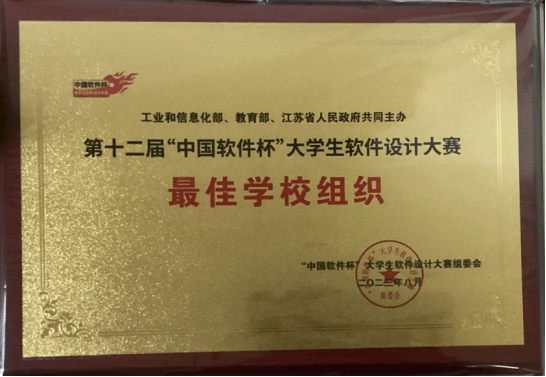 中国软件杯
工业和信息化部、教育部、江苏省人民政府共同主办
第十二届“中国软件杯”大学生软件设计大赛
最佳学校组织
“中国软件杯”大学生软件设计大赛组委会
二〇二三年八月
组委会